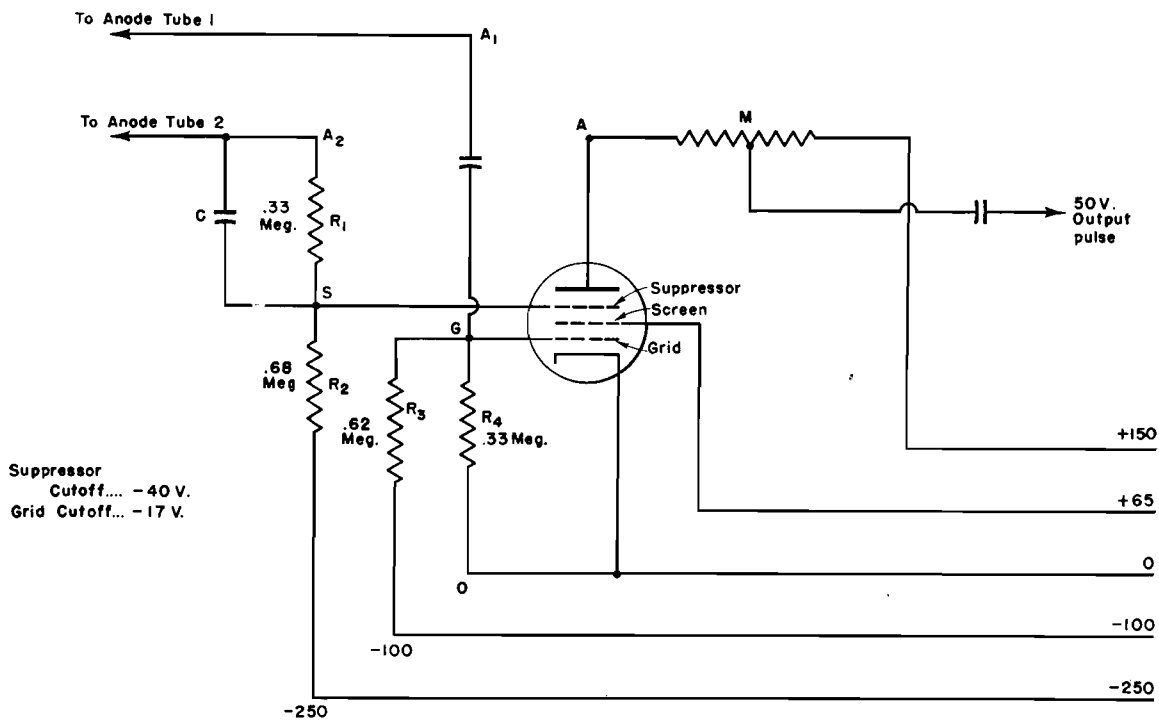 To Anode Tube 1
A1
To Anode Tube 2
A2
A
M
C
.33
Meg.
R1
50 V.
Output
pulse
S
Suppressor
Screen
G
Grid
.68
Meg
R2
R3
.62
Meg.
R4
.33 Meg.
+150
Suppressor
Cutoff.... -40 V.
Grid Cutoff... -17 V.
+65
0
0
-100
-100
-250
-250